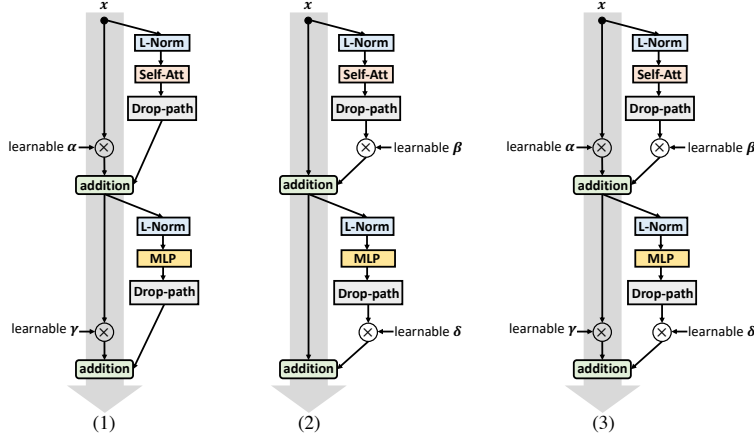 x
L-Norm
Self-Att
Drop-path
learnable α
addition
L-Norm
MLP
Drop-path
learnable γ
addition
(1)
x
L-Norm
Self-Att
Drop-path
learnable β
addition
L-Norm
MLP
Drop-path
learnable δ
addition
(2)
x
L-Norm
Self-Att
Drop-path
learnable α
learnable β
addition
L-Norm
MLP
Drop-path
learnable γ
learnable δ
addition
(3)